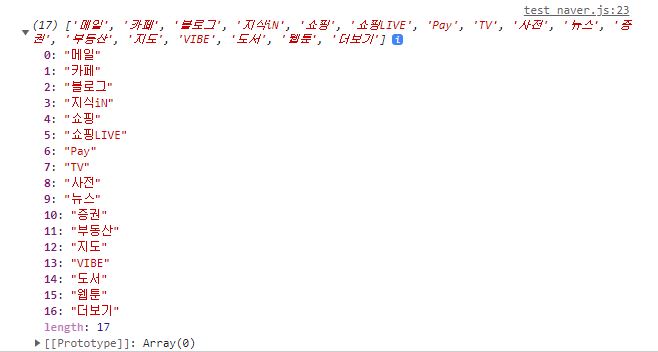 test naver.js:23
(17) ['메일', '카페', '블로그', '지식iN', '쇼핑', '쇼핑LIVE', 'Pay', 'TV', '사전', '뉴스', '증
권', '부동산', '지도', 'VIBE', '도서', '웹툰', '더보기'] i
0: "메일"
1: "카페"
2: "블로그"
3: "지식iN"
4: "쇼핑"
5: "쇼핑LIVE"
6: "Pay"
7: "TV"
8: "사전"
9: "뉴스"
10: "증권"
11: "부동산"
12: "지도"
13: "VIBE"
14: "도서"
15: "웹툰"
16: "더보기"
length: 17
[[Prototype]]: Array(0)